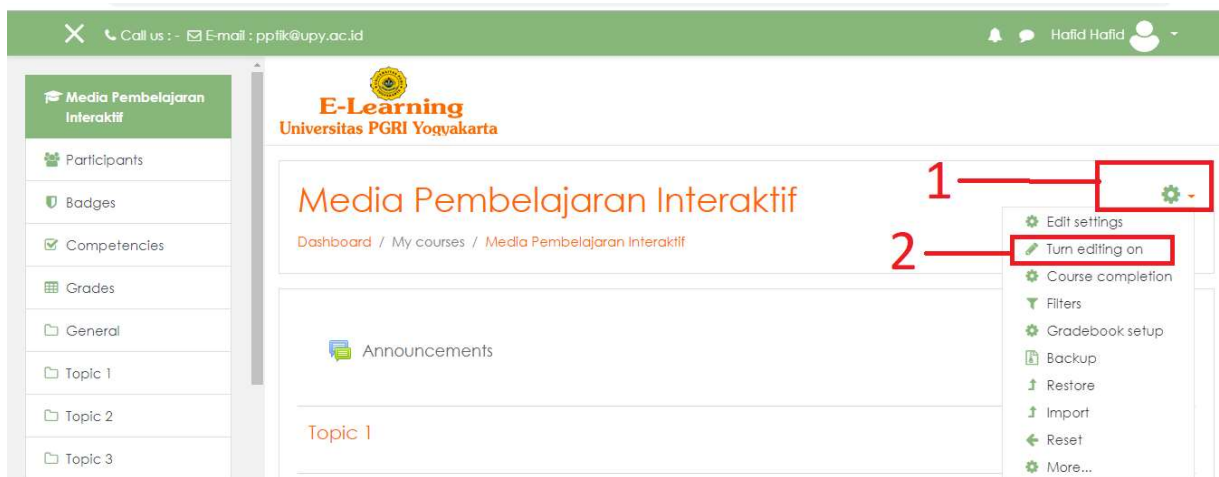 Call us : - E-mail : pptik@upy.ac.id
Hafid Hafid
Media Pembelajaran
Interaktif
Participants
Badges
Competencies
Grades
General
Topic 1
Topic 2
Topic 3
E-Learning
Universitas PGRI Yogyakarta
Media Pembelajaran Interaktif
Dashboard / My courses / Media Pembelajaran Interaktif
1
2
Edit settings
Turn editing on
Course completion
Filters
Gradebook setup
Backup
Restore
Import
Reset
More...
Announcements
Topic 1